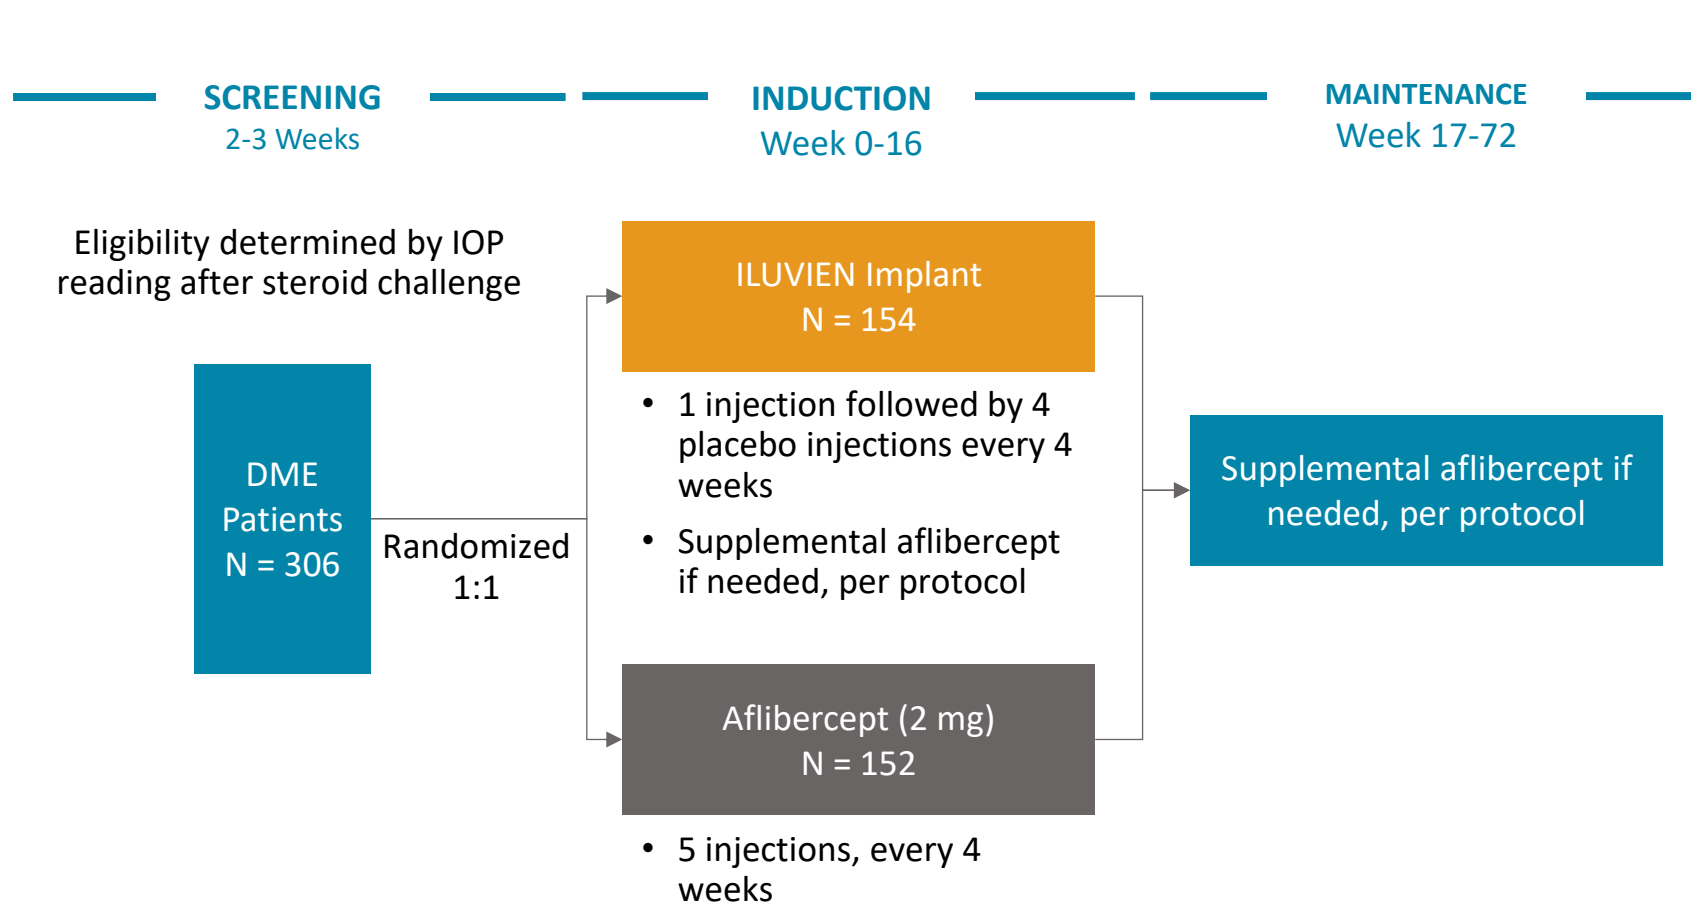 SCREENING
2-3 Weeks
INDUCTION
Week 0-16
MAINTENANCE
Week 17-72
Eligibility determined by IOP
reading after steroid challenge
DME
Patients
N = 306
Randomized
1:1
ILUVIEN Implant
N = 154
• 1 injection followed by 4
placebo injections every 4
weeks
• Supplemental aflibercept
if needed, per protocol
Aflibercept (2 mg)
N = 152
• 5 injections, every 4
weeks
Supplemental aflibercept if
needed, per protocol